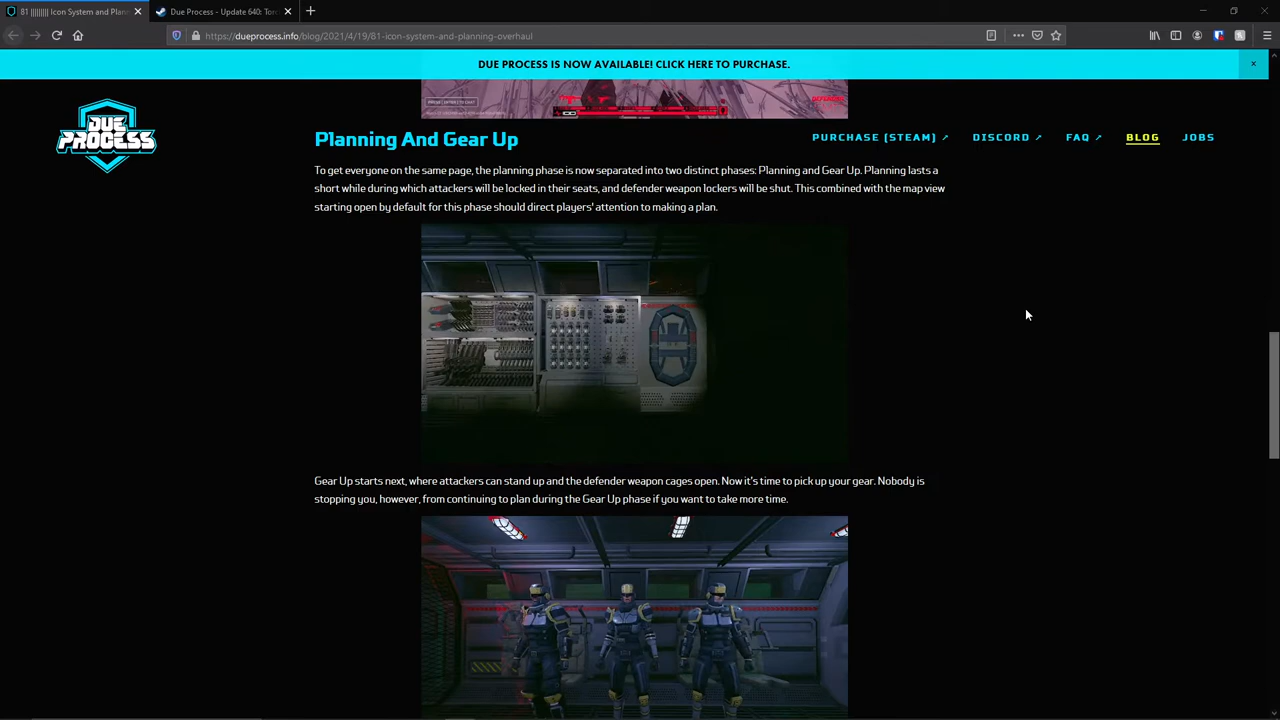 81 ||||||||| Icon System and Plann
Due Process - Update 640: Torc
https://dueprocess.info/blog/2021/4/19/81-icon-system-and-planning-overhaul
DUE PROCESS IS NOW AVAILABLE! CLICK HERE TO PURCHASE.
DUE PROCESS
PURCHASE (STEAM) ↗ DISCORD ↗ FAQ ↗ BLOG JOBS
Planning And Gear Up
To get everyone on the same page, the planning phase is now separated into two distinct phases: Planning and Gear Up. Planning lasts a
short while during which attackers will be locked in their seats, and defender weapon lockers will be shut. This combined with the map view
starting open by default for this phase should direct players' attention to making a plan.
Gear Up starts next, where attackers can stand up and the defender weapon cages open. Now it's time to pick up your gear. Nobody is
stopping you, however, from continuing to plan during the Gear Up phase if you want to take more time.